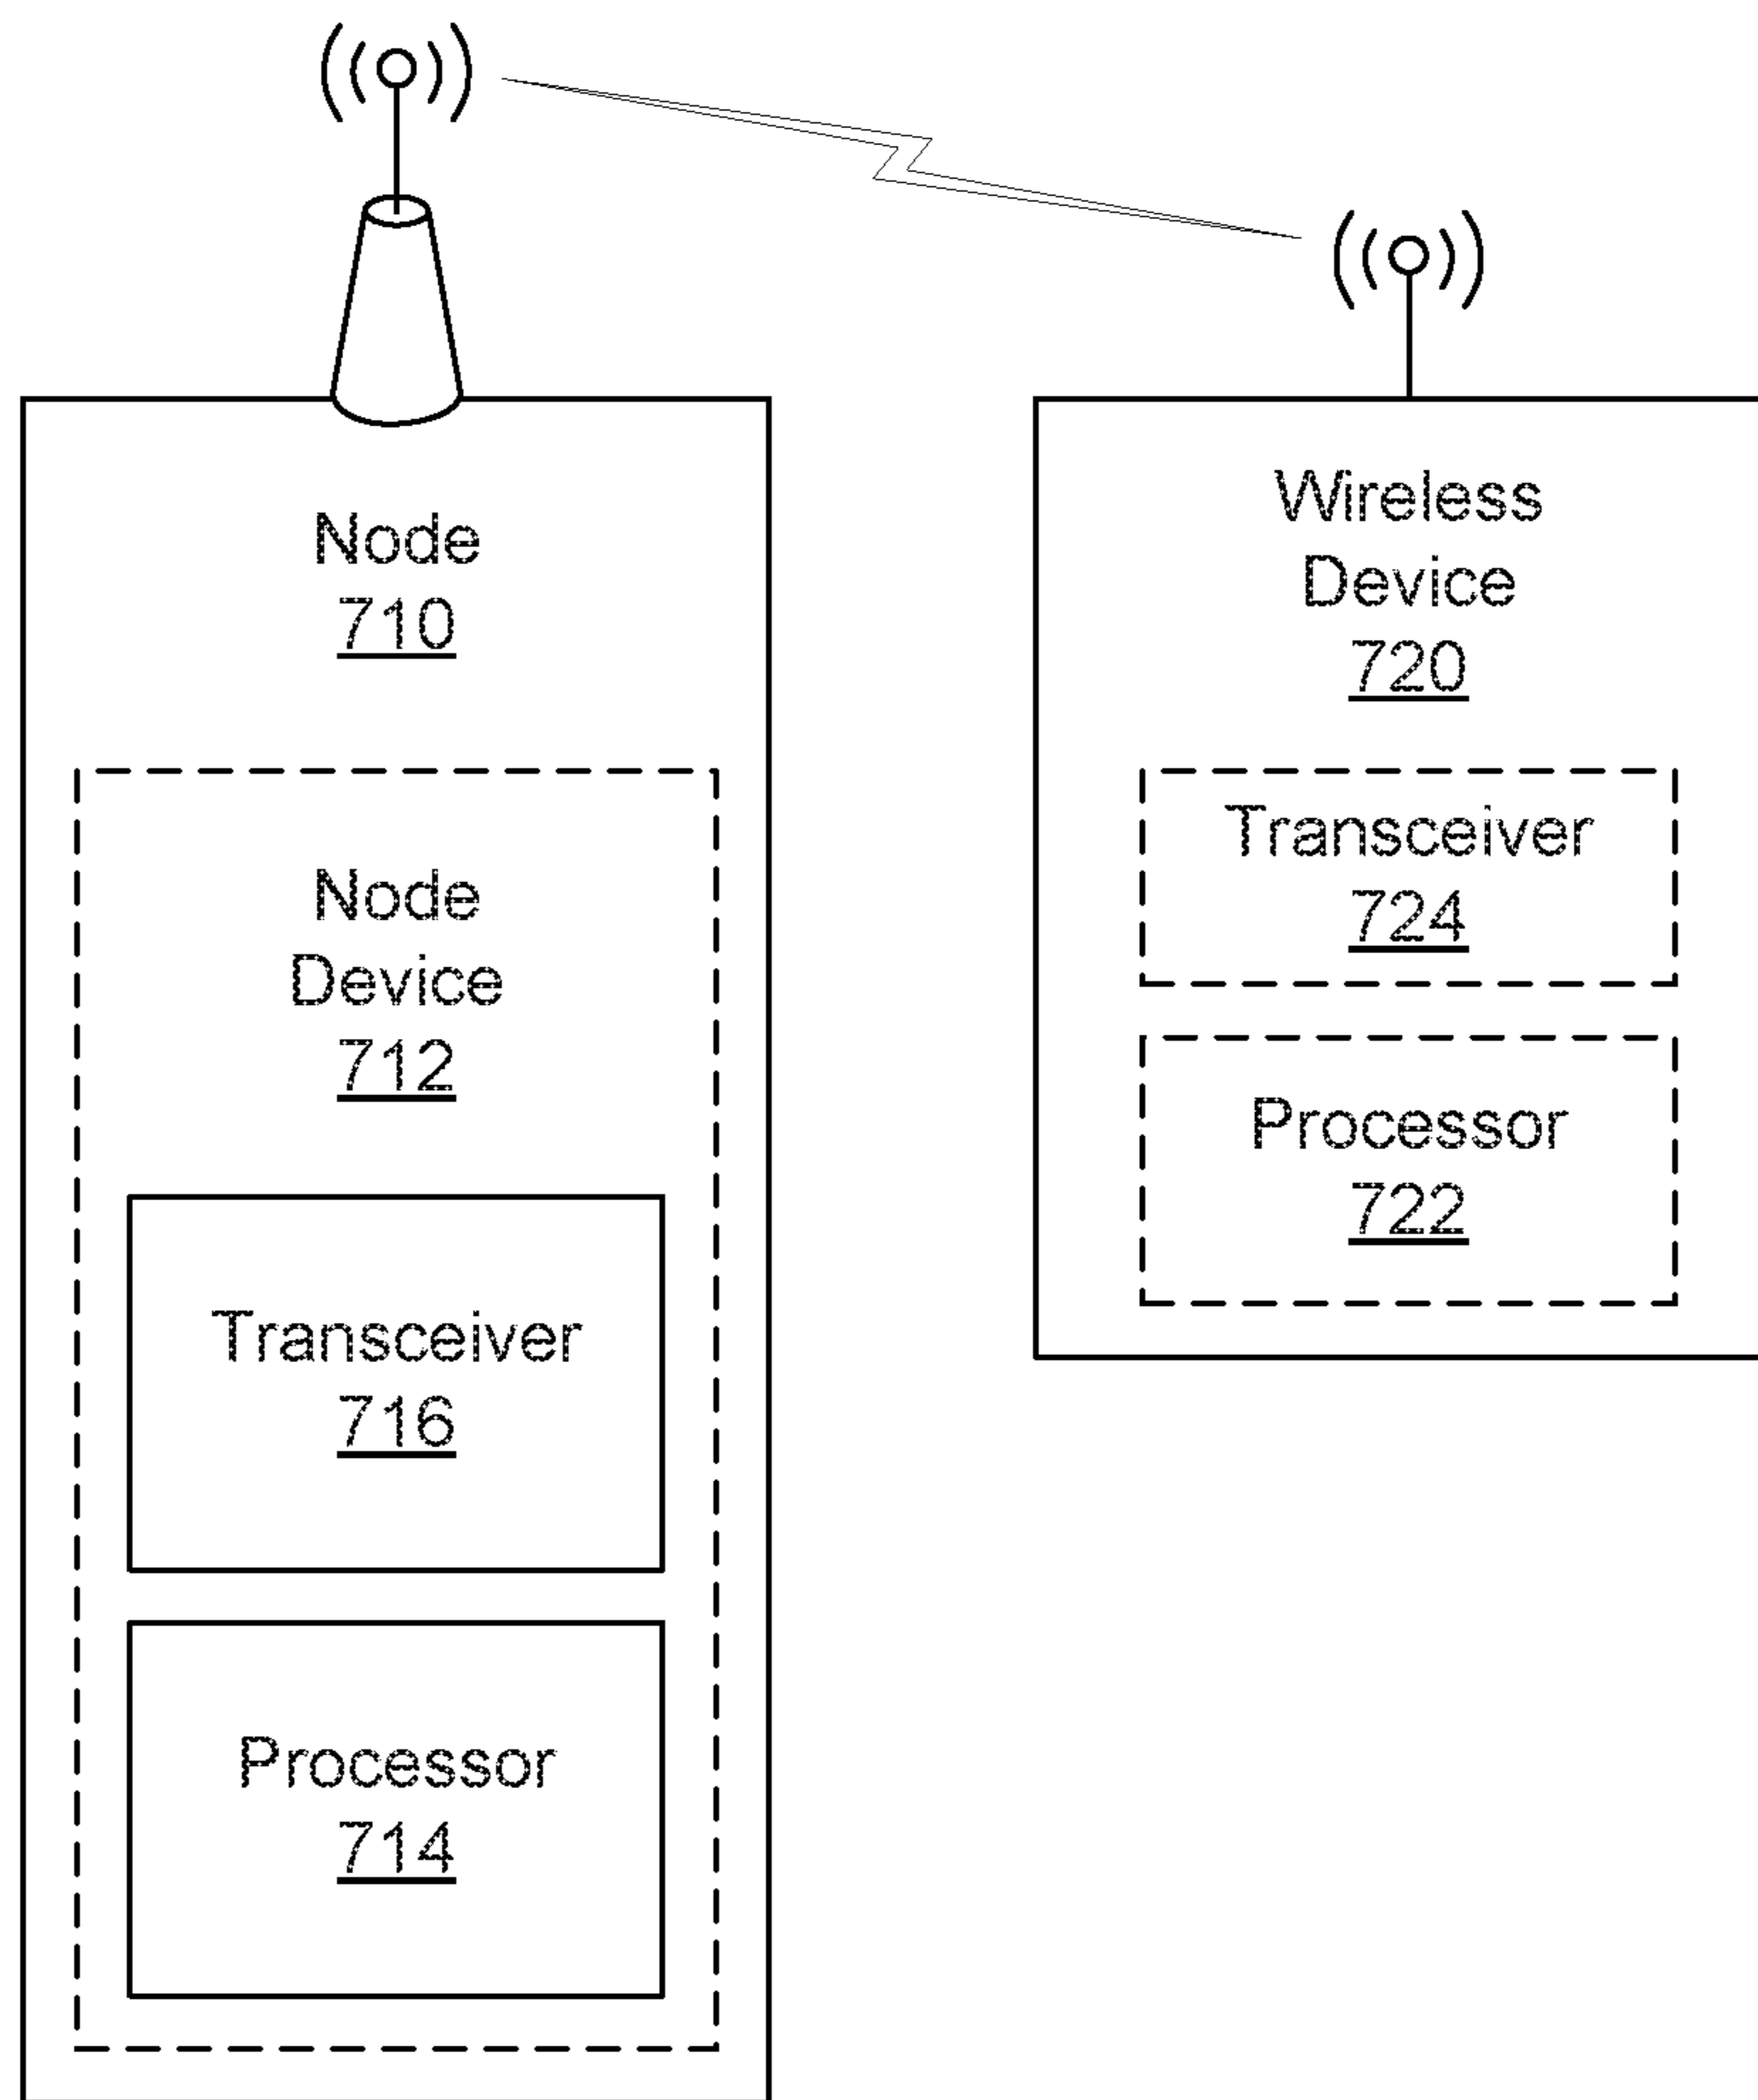 Node
710
Node
Device
712
Transceiver
716
Processor
714
Wireless
Device
720
Transceiver
724
Processor
722